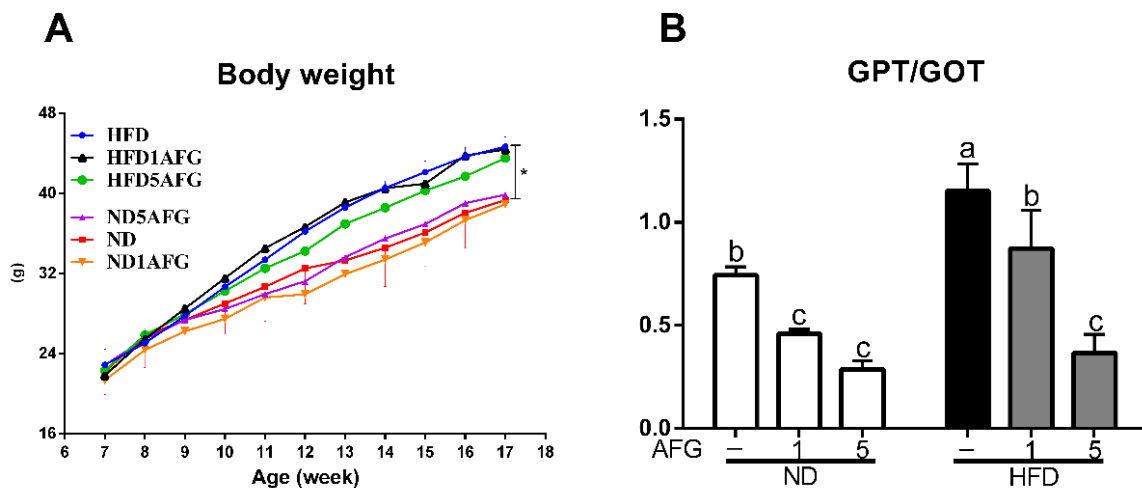 A
Body weight
48
40
32
24
16
(g)
HFD
HFD1AFG
HFD5AFG
ND5AFG
ND
ND1AFG
*
6 7 8 9 10 11 12 13 14 15 16 17 18
Age (week)
B
GPT/GOT
1.5
1.0
0.5
0.0
b c c a b c
AFG – 1 5 – 1 5
ND HFD